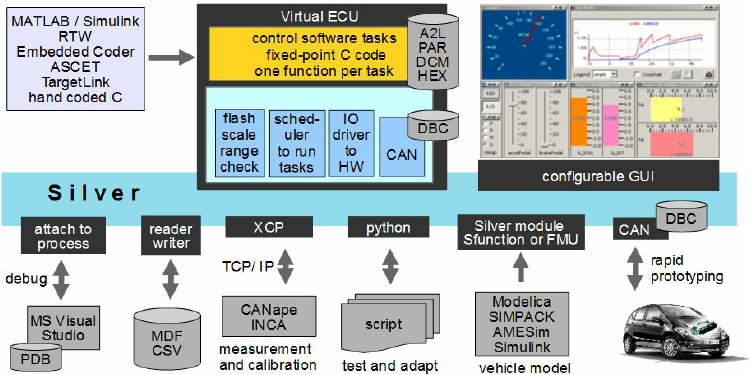 MATLAB / Simulink
RTW
Embedded Coder
ASCET
TargetLink
hand coded C
Virtual ECU
control software tasks
fixed-point C code
one function per task
A2L
PAR
DCM
HEX
flash
scale
range
check
sched-
uler
to run
tasks
IO
driver
to
HW
CAN
DBC
Legend
Crosshair
configurable GUI
Silver
attach to
process
reader
writer
XCP
python
Silver module
Sfunction or FMU
CAN
DBC
debug
TCP/ IP
rapid
prototyping
MS Visual
Studio
PDB
MDF
CSV
CANape
INCA
measurement
and calibration
script
test and adapt
Modelica
SIMPACK
AMESim
Simulink
vehicle model